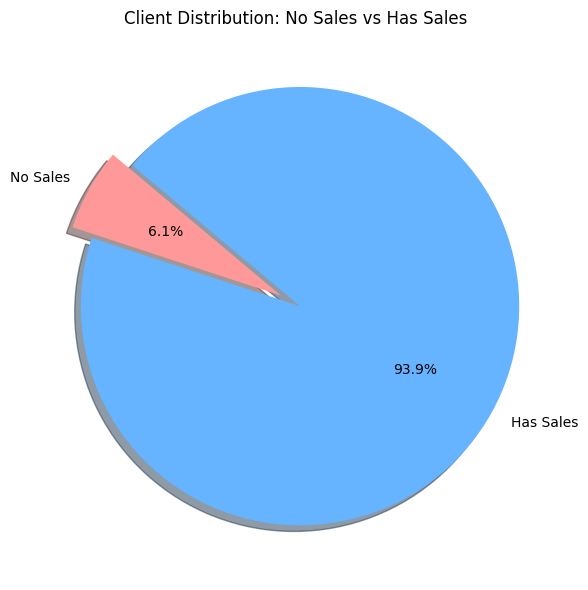 Client Distribution: No Sales vs Has Sales
No Sales
6.1%
93.9%
Has Sales